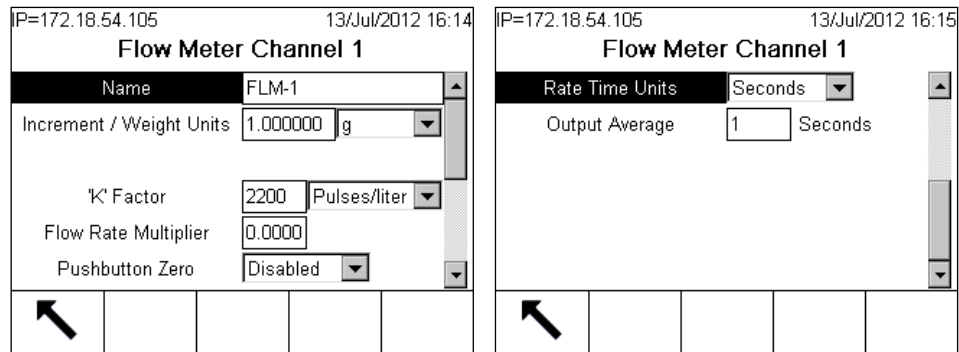 IP=172.18.54.105 13/Jul/2012 16:14
Flow Meter Channel 1
Name FLM-1
Increment / Weight Units 1.000000 g
'K' Factor 2200 Pulses/liter
Flow Rate Multiplier 0.0000
Pushbutton Zero Disabled
IP=172.18.54.105 13/Jul/2012 16:15
Flow Meter Channel 1
Rate Time Units Seconds
Output Average 1 Seconds